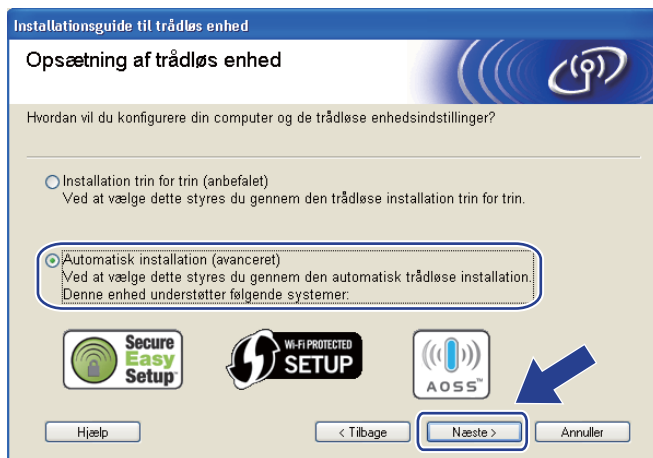 Installationsguide til trådløs enhed
Opsætning af trådløs enhed
Hvordan vil du konfigurere din computer og de trådløse enhedsindstillinger?
Installation trin for trin (anbefalet)
Ved at vælge dette styres du gennem den trådløse installation trin for trin.
Automatisk installation (avanceret)
Ved at vælge dette styres du gennem den automatisk trådløse installation.
Denne enhed understøtter følgende systemer:
Secure
Easy
Setup™
Wi-Fi PROTECTED
SETUP
AOSS™
Hjælp
< Tilbage
Næste >
Annuller